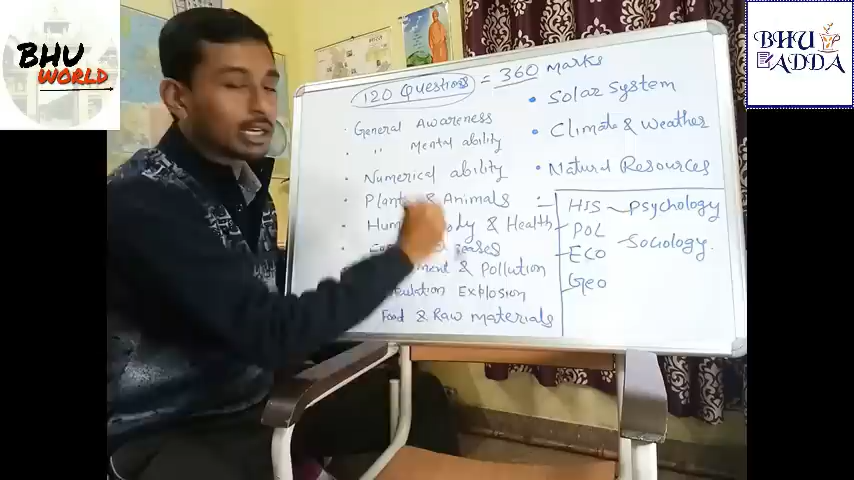 BHU
WORLD
BHU
ADDA
120 Questions = 360 marks
General Awareness
" Mental ability
Numerical ability
Plants & Animals
& Health
& Pollution
Explosion
Food & Raw materials
Solar System
Climate & Weather
Natural Resources
HIS Psychology
POL
ECO Sociology.
Geo